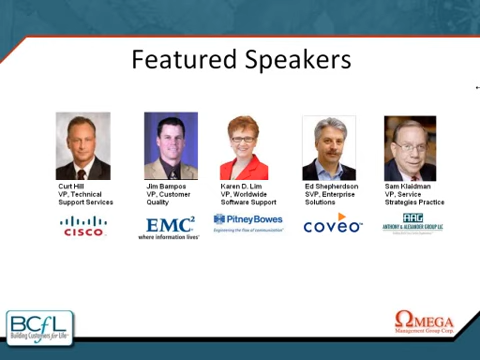 Featured Speakers
Curt Hill
VP, Technical
Support Services
Jim Bampos
VP, Customer
Quality
Karen D. Lim
VP, Worldwide
Software Support
Ed Shepherdson
SVP, Enterprise
Solutions
Sam Klaidman
VP, Service
Strategies Practice
CISCO
EMC²
where information lives
Pitney Bowes
Engineering the flow of communication
coveo
AAG
ANTHONY & ALEXANDER GROUP LLC
BCfL
Building Customers for Life
ΩMEGA
Management Group Corp.